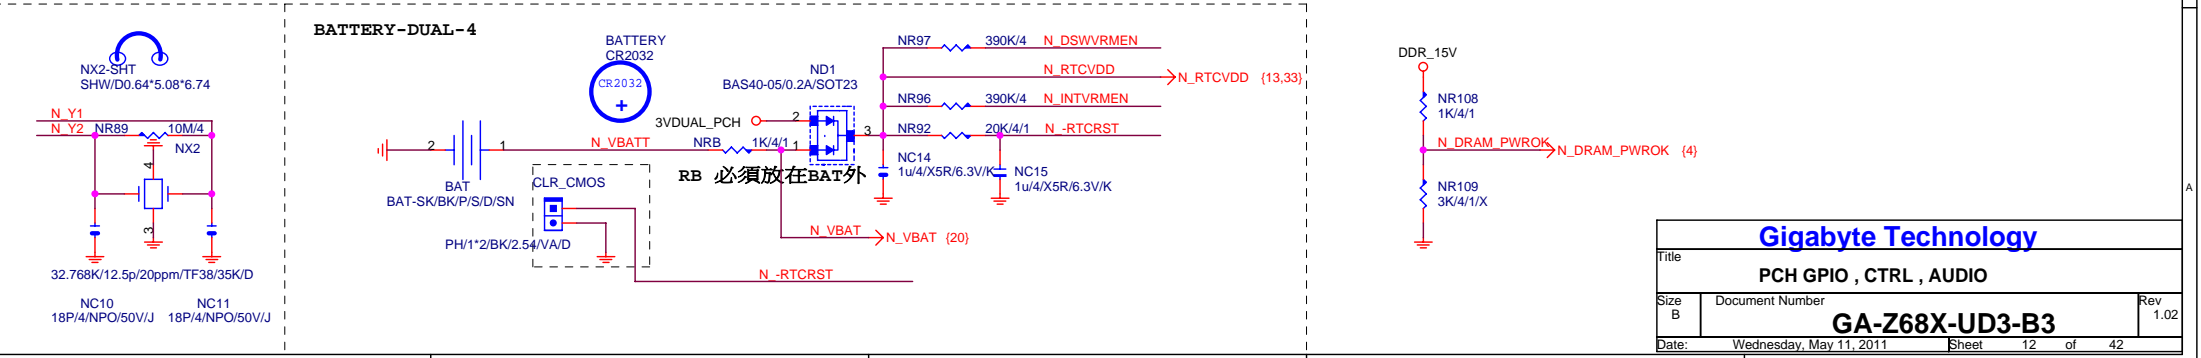 NX2-SHT
SHW/D0.64*5.08*6.74
N_Y1
N_Y2
NR89
10M/4
NX2
4
3
32.768K/12.5p/20ppm/TF38/35K/D
NC10
18P/4/NPO/50V/J
NC11
18P/4/NPO/50V/J
BATTERY-DUAL-4
BATTERY
CR2032
CR2032
+
ND1
BAS40-05/0.2A/SOT23
3VDUAL_PCH
2
1
3
2
1
N_VBATT
NRB
1K/4/1
RB 必須放在BAT外
BAT
BAT-SK/BK/P/S/D/SN
CLR_CMOS
PH/1*2/BK/2.54/VA/D
N_-RTCRST
N_VBAT
N_VBAT {20}
NR97
390K/4
N_DSWVRMEN
N_RTCVDD
N_RTCVDD {13,33}
NR96
390K/4
N_INTVRMEN
NR92
20K/4/1
N_-RTCRST
NC14
1u/4/X5R/6.3V/K
NC15
1u/4/X5R/6.3V/K
DDR_15V
NR108
1K/4/1
N_DRAM_PWROK
N_DRAM_PWROK {4}
NR109
3K/4/1/X
A
Gigabyte Technology
Title
PCH GPIO , CTRL , AUDIO
Size
B
Document Number
GA-Z68X-UD3-B3
Rev
1.02
Date: Wednesday, May 11, 2011
Sheet 12 of 42